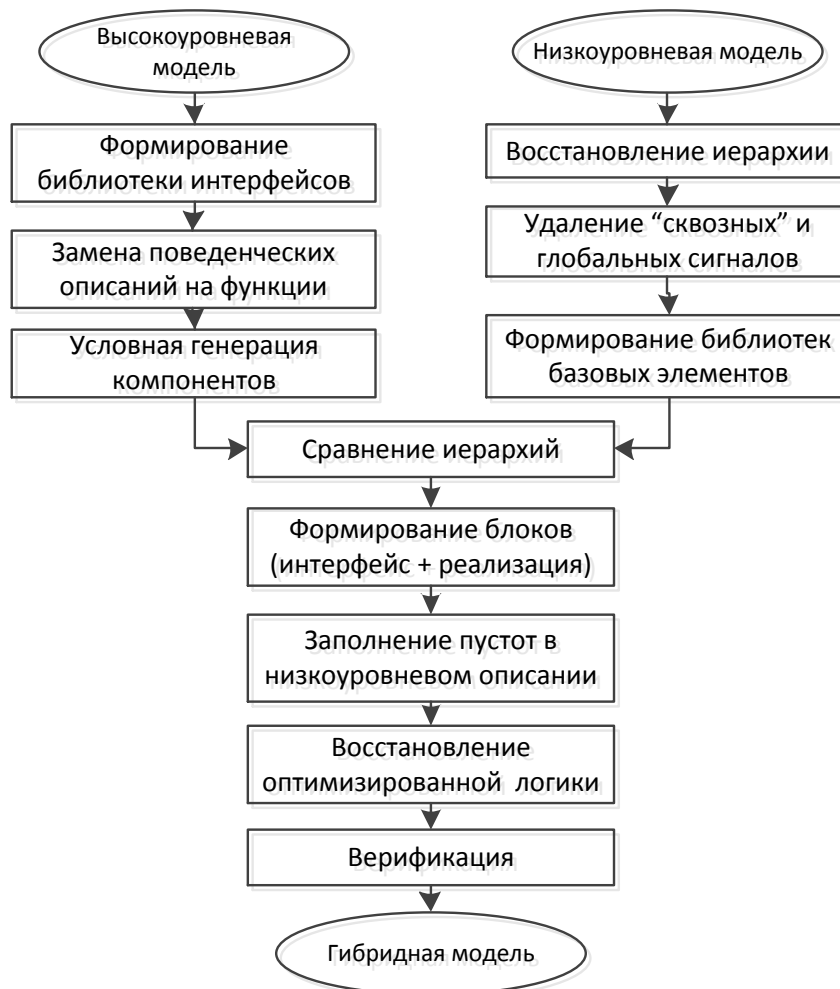 Высокоуровневая
модель
Формирование
библиотеки интерфейсов
Замена поведенческих
описаний на функции
Условная генерация
компонентов
Низкоуровневая модель
Восстановление иерархии
Удаление “сквозных” и
глобальных сигналов
Формирование библиотек
базовых элементов
Сравнение иерархий
Формирование блоков
(интерфейс + реализация)
Заполнение пустот в
низкоуровневом описании
Восстановление
оптимизированной логики
Верификация
Гибридная модель